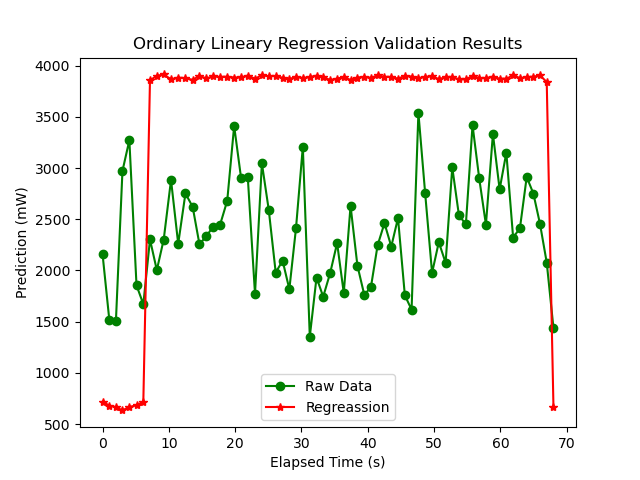 Ordinary Lineary Regression Validation Results
Prediction (mW)
4000
3500
3000
2500
2000
1500
1000
500
Raw Data
Regreassion
0 10 20 30 40 50 60 70
Elapsed Time (s)